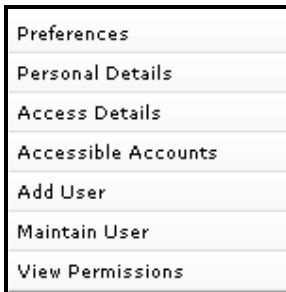 Preferences
Personal Details
Access Details
Accessible Accounts
Add User
Maintain User
View Permissions